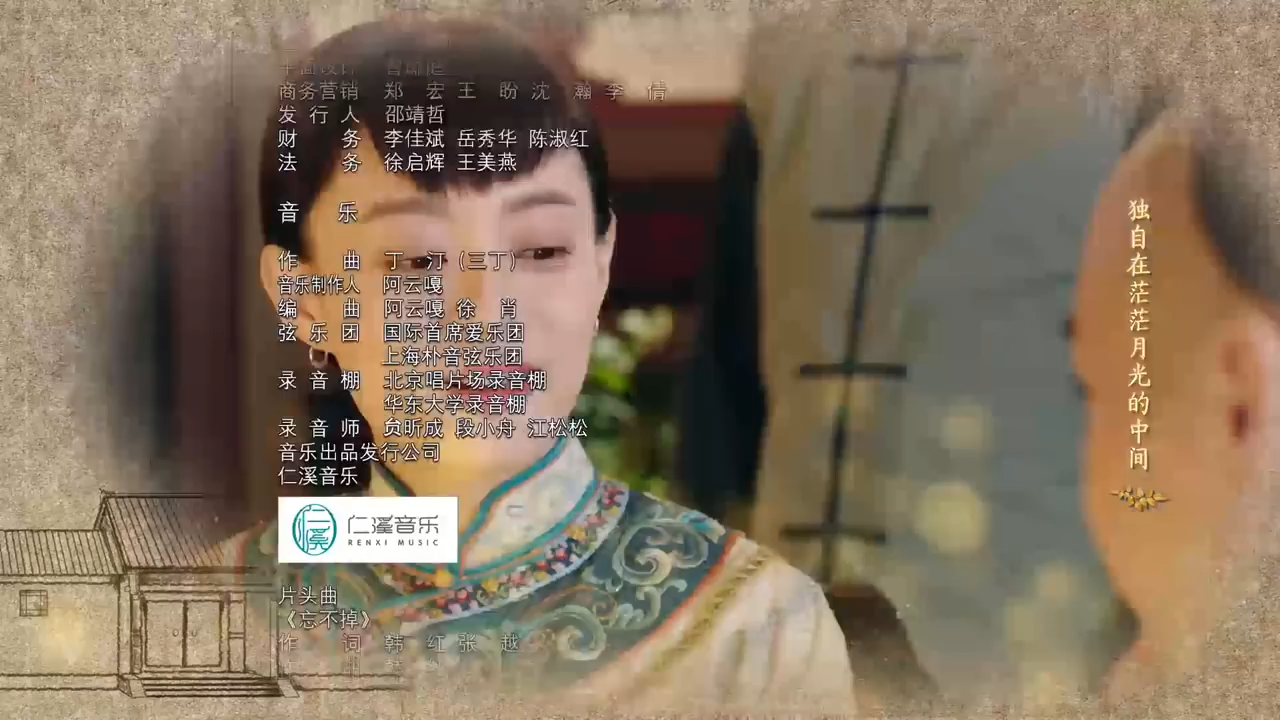 商务营销 郑宏 王盼 沈瀚 李倩
发行人 邵靖哲
财务 李佳斌 岳秀华 陈淑红
法务 徐启辉 王美燕
音乐
作曲 丁汀（三丁）
音乐制作人 阿云嘎
编曲 阿云嘎 徐肖
弦乐团 国际首席爱乐团
上海朴音弦乐团
录音棚 北京唱片场录音棚
华东大学录音棚
录音师 贠昕成 段小舟 江松松
音乐出品发行公司
仁溪音乐
仁溪 仁溪音乐
RENXI MUSIC
片头曲
《忘不掉》
作词 韩红 张越
独自在茫茫月光的中间